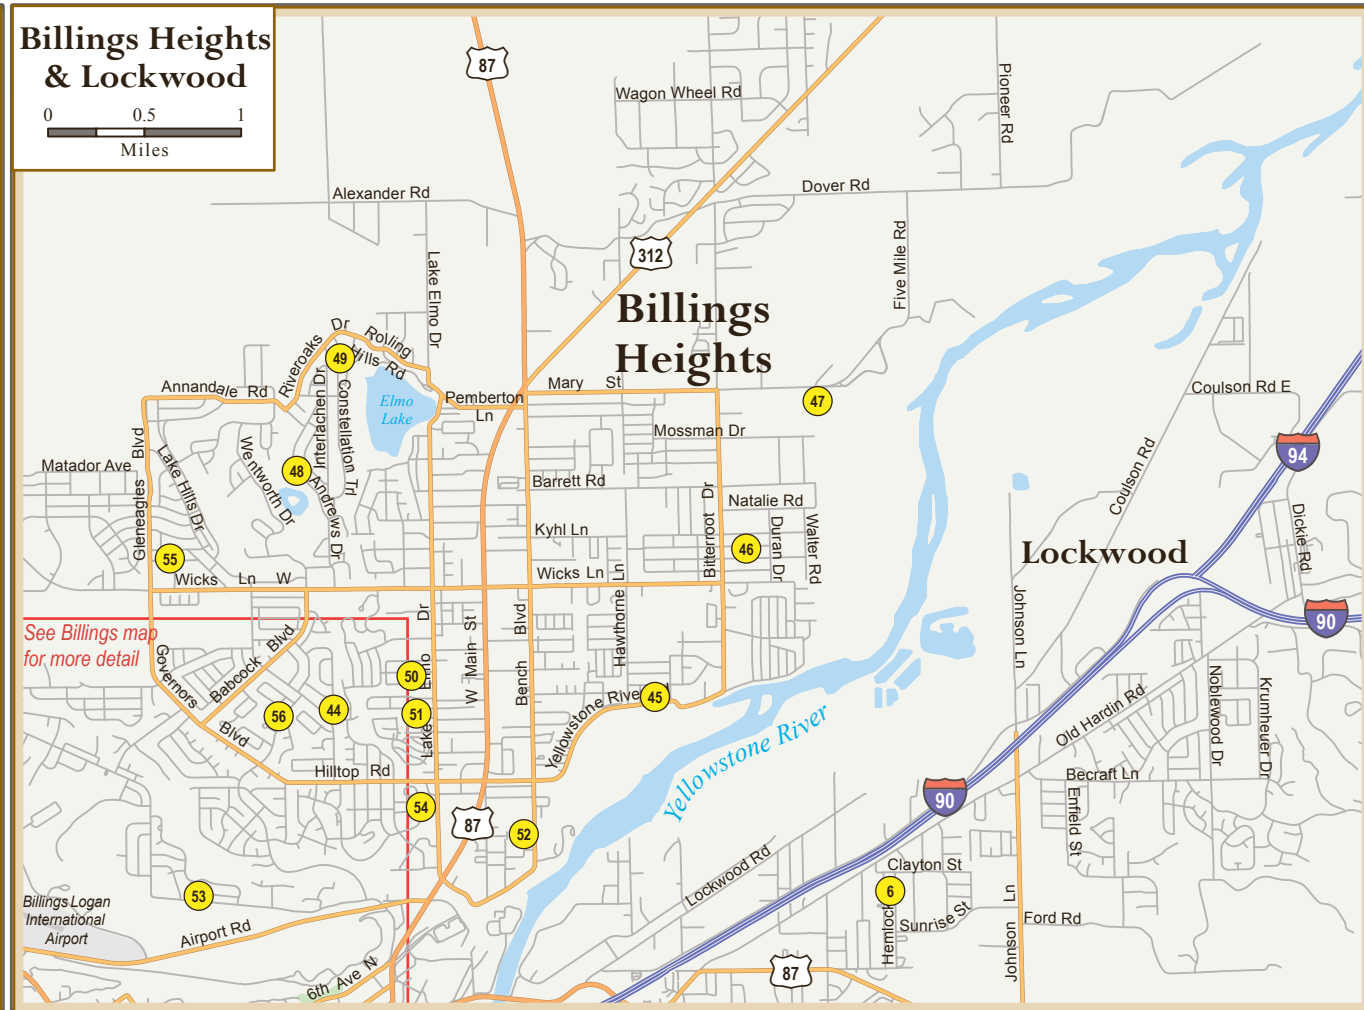 Billings Heights
& Lockwood
0 0.5 1
Miles
87
Wagon Wheel Rd
Pioneer Rd
Alexander Rd
Dover Rd
312
Lake Elmo Dr
Five Mile Rd
Billings
Heights
Riveroaks Dr
Rolling
Hills Rd
49
Annandale Rd
Interlachen Dr
Constellation Trl
Elmo
Lake
Pemberton
Ln
Mary St
47
Coulson Rd E
Mossman Dr
94
Gleneagles Blvd
Matador Ave
Lake Hills Dr
Wentworth Dr
48
Andrews Dr
Barrett Rd
Bitterroot Dr
Natalie Rd
Coulson Rd
Dickie Rd
Kyhl Ln
46
Duran Dr
Walter Rd
Lockwood
55
Wicks Ln W
Wicks Ln
Hawthorne Ln
Johnson Ln
90
See Billings map
for more detail
Governors
Blvd
Babcock Blvd
Lake Elmo Dr
W Main St
Bench Blvd
50
44
51
56
45
Yellowstone River
Yellowstone River
Old Hardin Rd
Noblewood Dr
Krumheuer Dr
Hilltop Rd
Becraft Ln
90
Enfield St
54
87
52
Lockwood Rd
Clayton St
53
6
Billings Logan
International
Airport
Airport Rd
Hemlock
Sunrise St
Johnson Ln
Ford Rd
6th Ave N
87